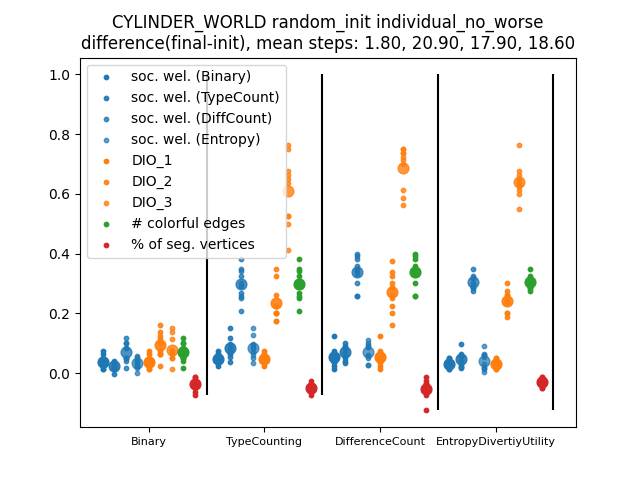 CYLINDER_WORLD random_init individual_no_worse
difference(final-init), mean steps: 1.80, 20.90, 17.90, 18.60
1.0
0.8
0.6
0.4
0.2
0.0
soc. wel. (Binary)
soc. wel. (TypeCount)
soc. wel. (DiffCount)
soc. wel. (Entropy)
DIO_1
DIO_2
DIO_3
# colorful edges
% of seg. vertices
Binary
TypeCounting
DifferenceCount
EntropyDivertiyUtility